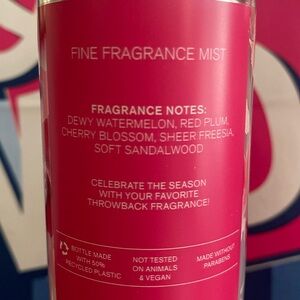 FINE FRAGRANCE MIST
FRAGRANCE NOTES:
DEWY WATERMELON, RED PLUM,
CHERRY BLOSSOM, SHEER FREESIA,
SOFT SANDALWOOD
CELEBRATE THE SEASON
WITH YOUR FAVORITE
THROWBACK FRAGRANCE!
BOTTLE MADE
WITH 50%
RECYCLED PLASTIC
NOT TESTED
ON ANIMALS
& VEGAN
MADE WITHOUT
PARABENS